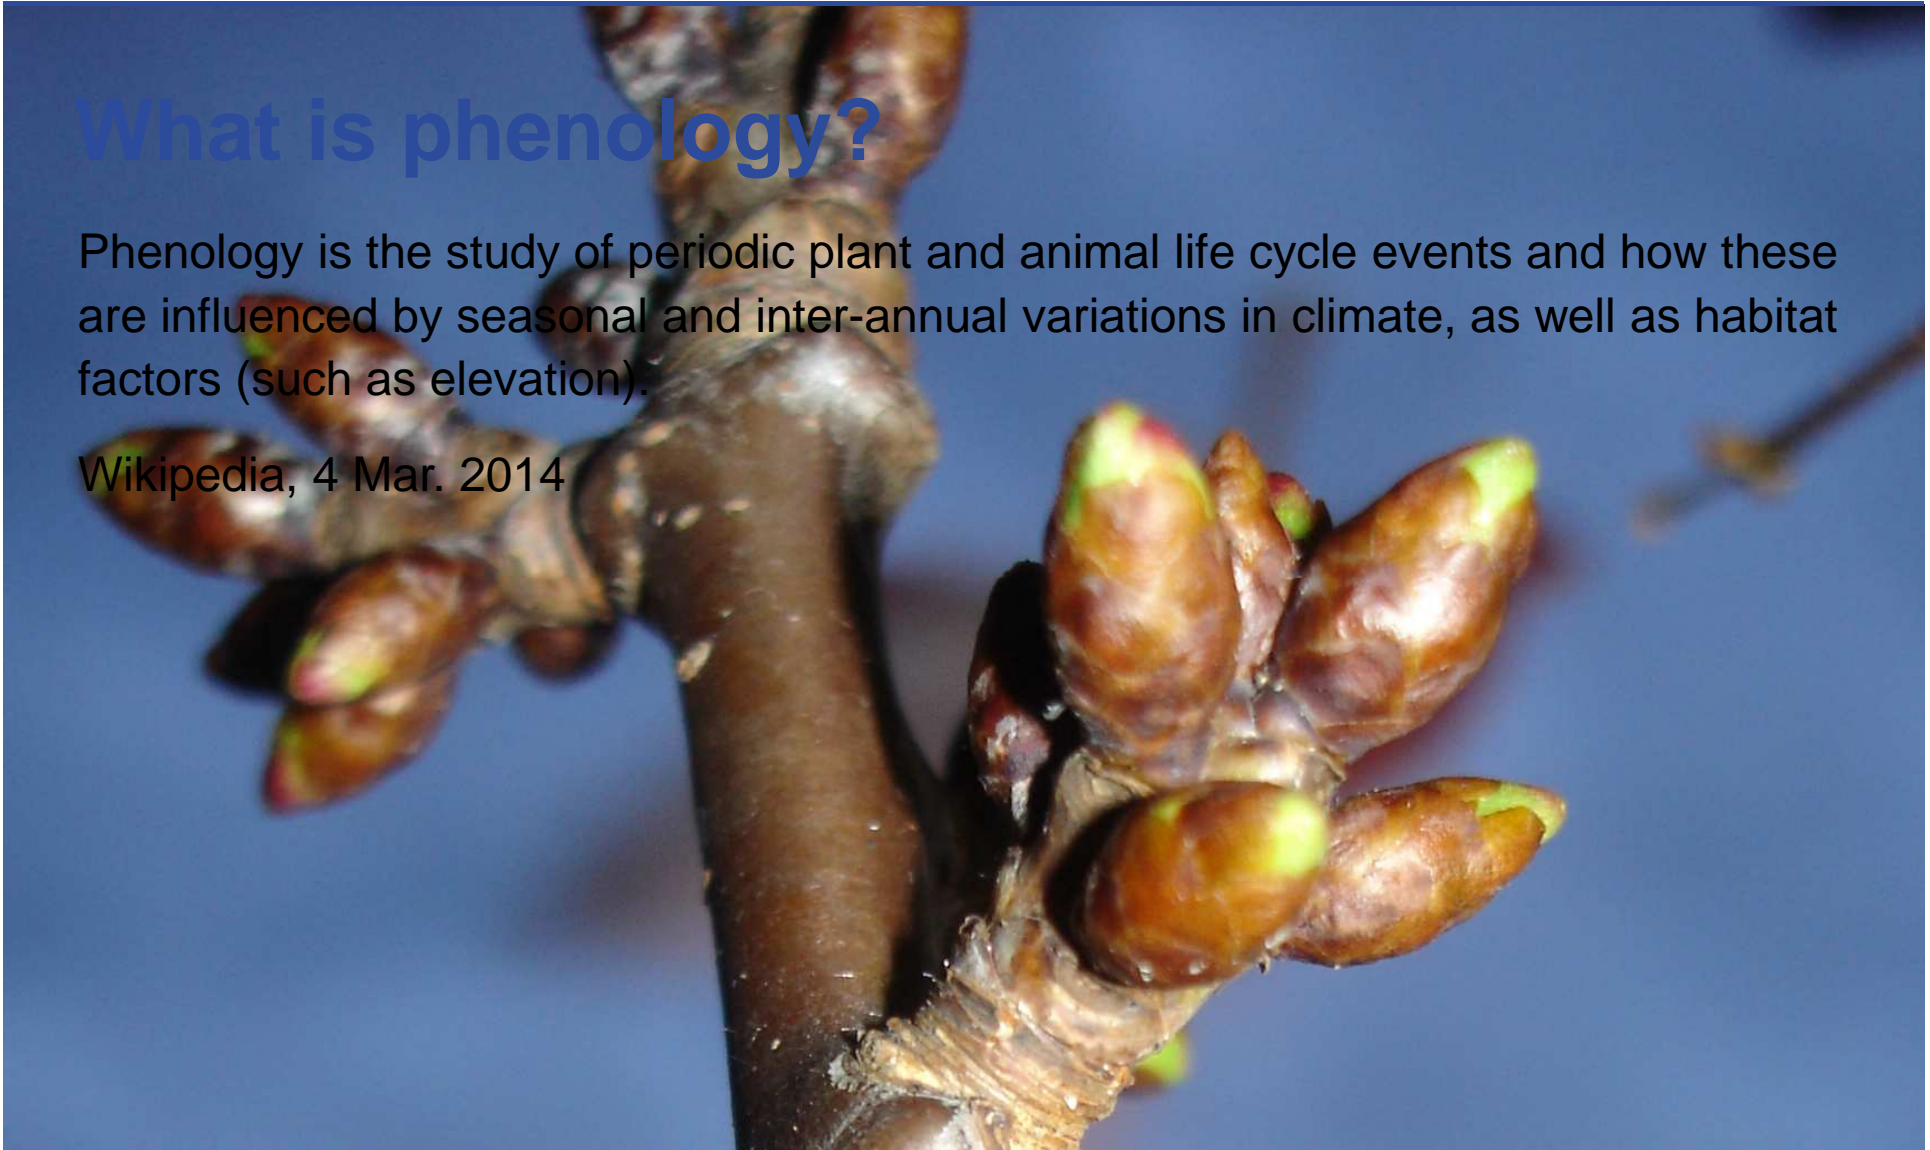 What is phenology?
Phenology is the study of periodic plant and animal life cycle events and how these
are influenced by seasonal and inter-annual variations in climate, as well as habitat
factors (such as elevation).
Wikipedia, 4 Mar. 2014